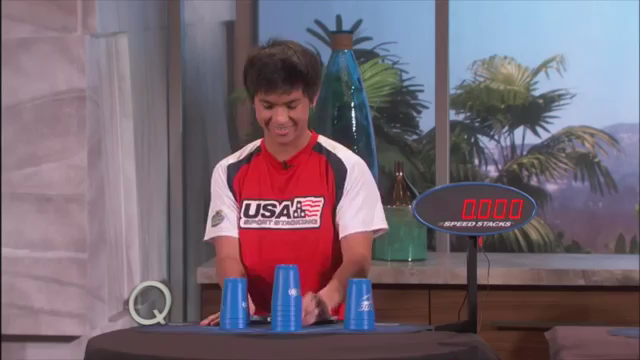 USA
SPORT STACKING
0.000
SPEED STACKS
Q